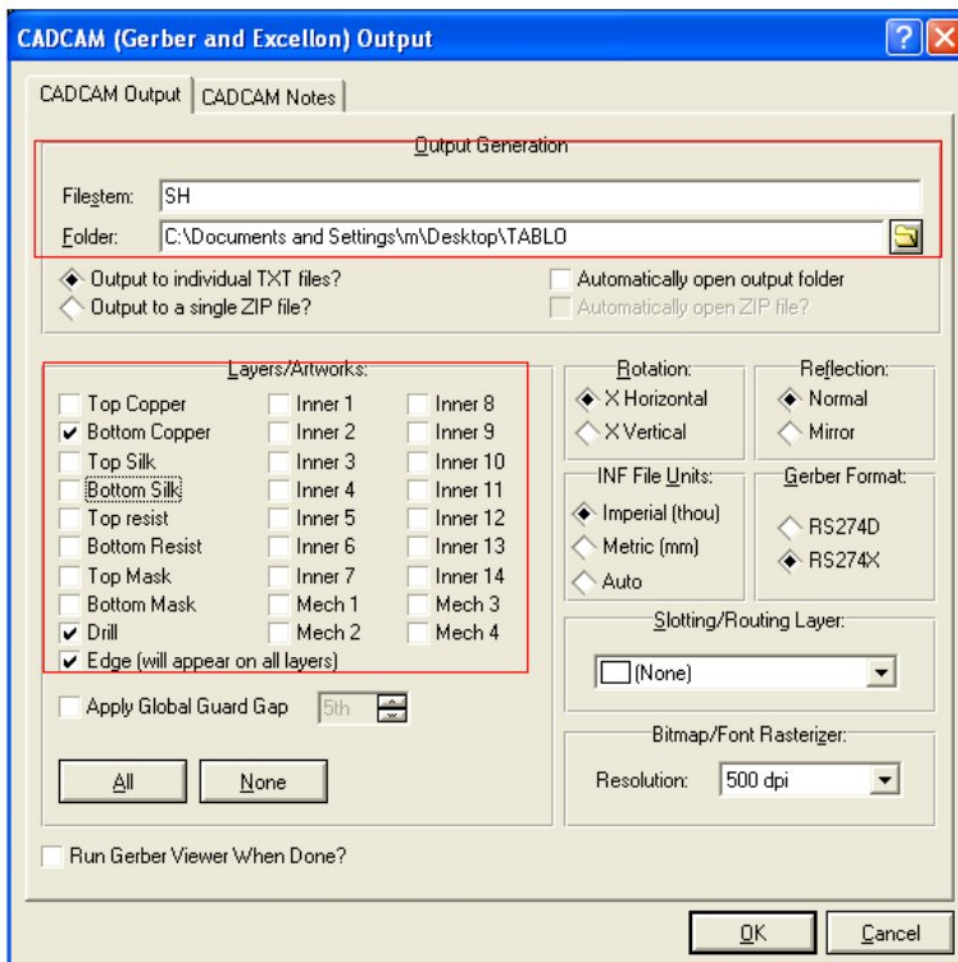 CADCAM (Gerber and Excellon) Output
CADCAM Output
CADCAM Notes
Output Generation
Filestem:
SH
Folder:
C:\Documents and Settings\m\Desktop\TABLO
Output to individual TXT files?
Automatically open output folder
Output to a single ZIP file?
Automatically open ZIP file?
Layers/Artworks:
Top Copper
Inner 1
Inner 8
Bottom Copper
Inner 2
Inner 9
Top Silk
Inner 3
Inner 10
Bottom Silk
Inner 4
Inner 11
Top resist
Inner 5
Inner 12
Bottom Resist
Inner 6
Inner 13
Top Mask
Inner 7
Inner 14
Bottom Mask
Mech 1
Mech 3
Drill
Mech 2
Mech 4
Edge (will appear on all layers)
Apply Global Guard Gap
5th
All
None
Rotation:
X Horizontal
X Vertical
Reflection:
Normal
Mirror
INF File Units:
Imperial (thou)
Metric (mm)
Auto
Gerber Format:
RS274D
RS274X
Slotting/Routing Layer:
(None)
Bitmap/Font Rasterizer:
Resolution:
500 dpi
Run Gerber Viewer When Done?
OK
Cancel